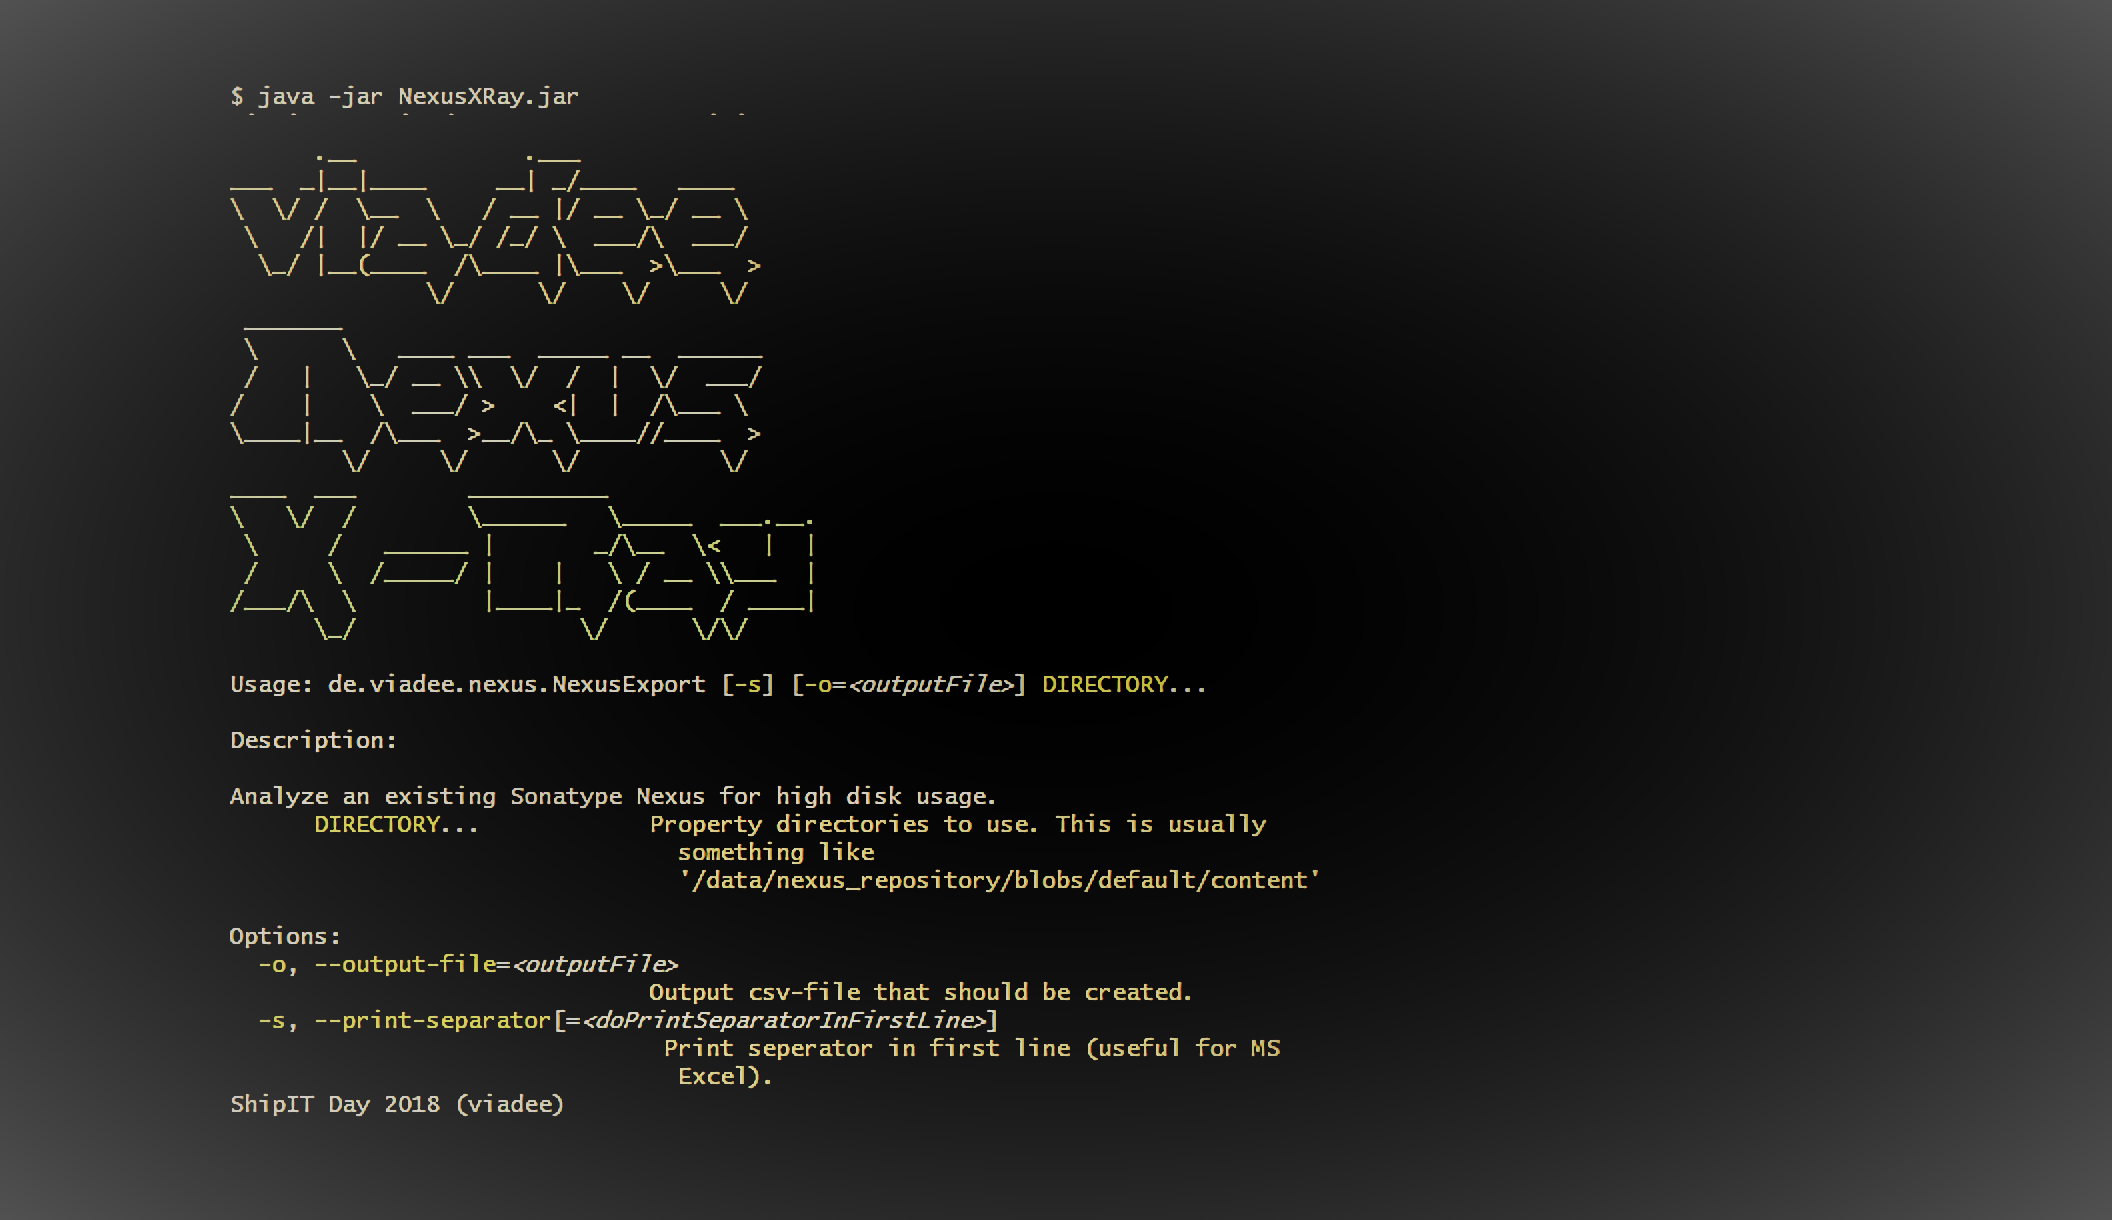 $ java -jar NexusXRay.jar
viadee
Nexus
X-Ray
Usage: de.viadee.nexus.NexusExport [-s] [-o=<outputFile>] DIRECTORY...
Description:
Analyze an existing Sonatype Nexus for high disk usage.
DIRECTORY... Property directories to use. This is usually
something like
'/data/nexus_repository/blobs/default/content'
Options:
-o, --output-file=<outputFile>
Output csv-file that should be created.
-s, --print-separator[=<doPrintSeparatorInFirstLine>]
Print seperator in first line (useful for MS
Excel).
ShipIT Day 2018 (viadee)